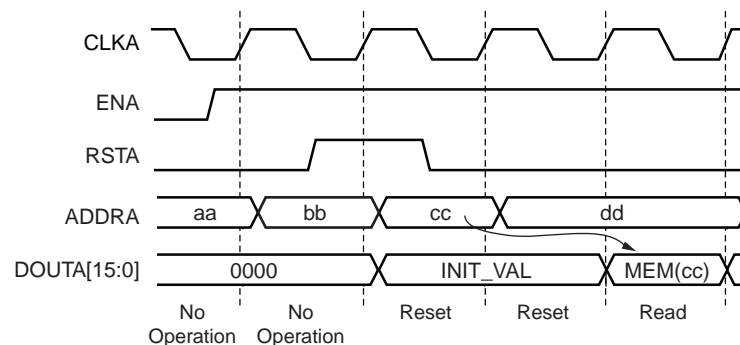 CLKA
ENA
RSTA
ADDRA aa bb cc dd
DOUTA[15:0] 0000 INIT_VAL MEM(cc)
No No Reset Reset Read
Operation Operation